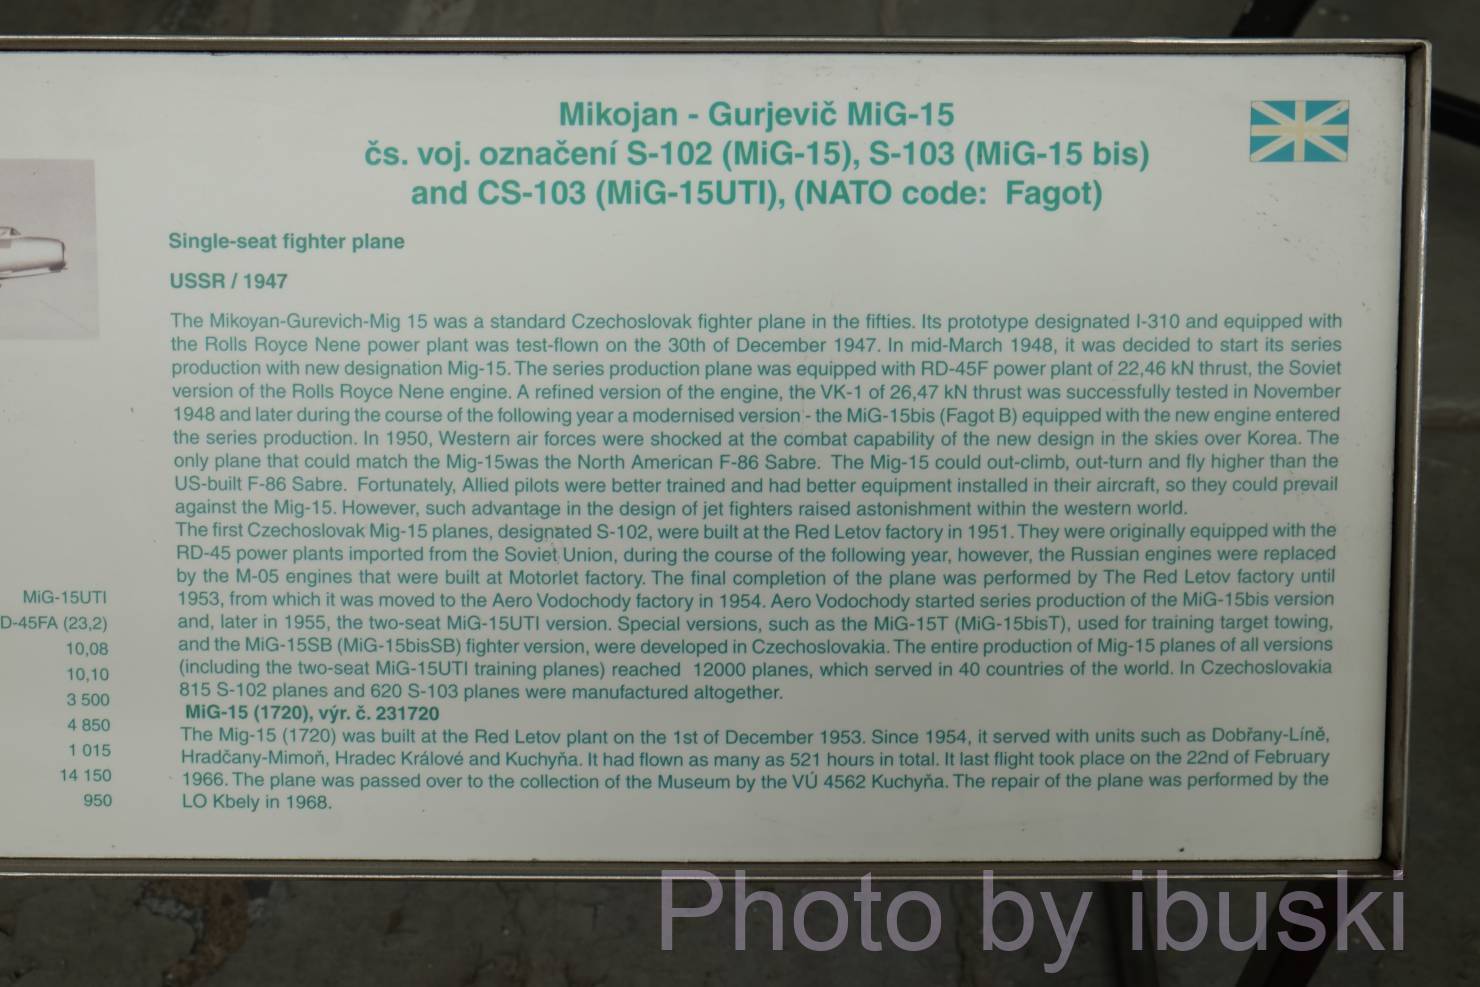 Mikojan - Gurjevič MiG-15
čs. voj. označení S-102 (MiG-15), S-103 (MiG-15 bis)
and CS-103 (MiG-15UTI), (NATO code: Fagot)
Single-seat fighter plane
USSR / 1947
The Mikoyan-Gurevich-Mig 15 was a standard Czechoslovak fighter plane in the fifties. Its prototype designated I-310 and equipped with
the Rolls Royce Nene power plant was test-flown on the 30th of December 1947. In mid-March 1948, it was decided to start its series
production with new designation Mig-15. The series production plane was equipped with RD-45F power plant of 22,46 kN thrust, the Soviet
version of the Rolls Royce Nene engine. A refined version of the engine, the VK-1 of 26,47 kN thrust was successfully tested in November
1948 and later during the course of the following year a modernised version - the MiG-15bis (Fagot B) equipped with the new engine entered
the series production. In 1950, Western air forces were shocked at the combat capability of the new design in the skies over Korea. The
only plane that could match the Mig-15was the North American F-86 Sabre. The Mig-15 could out-climb, out-turn and fly higher than the
US-built F-86 Sabre. Fortunately, Allied pilots were better trained and had better equipment installed in their aircraft, so they could prevail
against the Mig-15. However, such advantage in the design of jet fighters raised astonishment within the western world.
The first Czechoslovak Mig-15 planes, designated S-102, were built at the Red Letov factory in 1951. They were originally equipped with the
RD-45 power plants imported from the Soviet Union, during the course of the following year, however, the Russian engines were replaced
by the M-05 engines that were built at Motorlet factory. The final completion of the plane was performed by The Red Letov factory until
1953, from which it was moved to the Aero Vodochody factory in 1954. Aero Vodochody started series production of the MiG-15bis version
and, later in 1955, the two-seat MiG-15UTI version. Special versions, such as the MiG-15T (MiG-15bisT), used for training target towing,
and the MiG-15SB (MiG-15bisSB) fighter version, were developed in Czechoslovakia. The entire production of Mig-15 planes of all versions
(including the two-seat MiG-15UTI training planes) reached 12000 planes, which served in 40 countries of the world. In Czechoslovakia
815 S-102 planes and 620 S-103 planes were manufactured altogether.
MiG-15 (1720), výr. č. 231720
The Mig-15 (1720) was built at the Red Letov plant on the 1st of December 1953. Since 1954, it served with units such as Dobřany-Líně,
Hradčany-Mimoň, Hradec Králové and Kuchyňa. It had flown as many as 521 hours in total. It last flight took place on the 22nd of February
1966. The plane was passed over to the collection of the Museum by the VÚ 4562 Kuchyňa. The repair of the plane was performed by the
LO Kbely in 1968.
MiG-15UTI
D-45FA (23,2)
10,08
10,10
3 500
4 850
1 015
14 150
950
Photo by ibuski